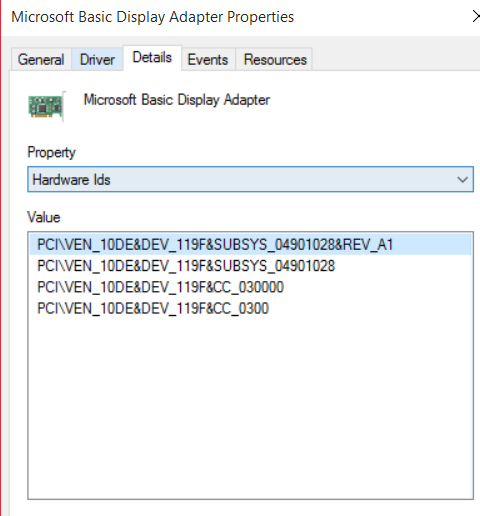 Microsoft Basic Display Adapter Properties
General Driver Details Events Resources
Microsoft Basic Display Adapter
Property
Hardware Ids
Value
PCI\VEN_10DE&DEV_119F&SUBSYS_04901028&REV_A1
PCI\VEN_10DE&DEV_119F&SUBSYS_04901028
PCI\VEN_10DE&DEV_119F&CC_030000
PCI\VEN_10DE&DEV_119F&CC_0300